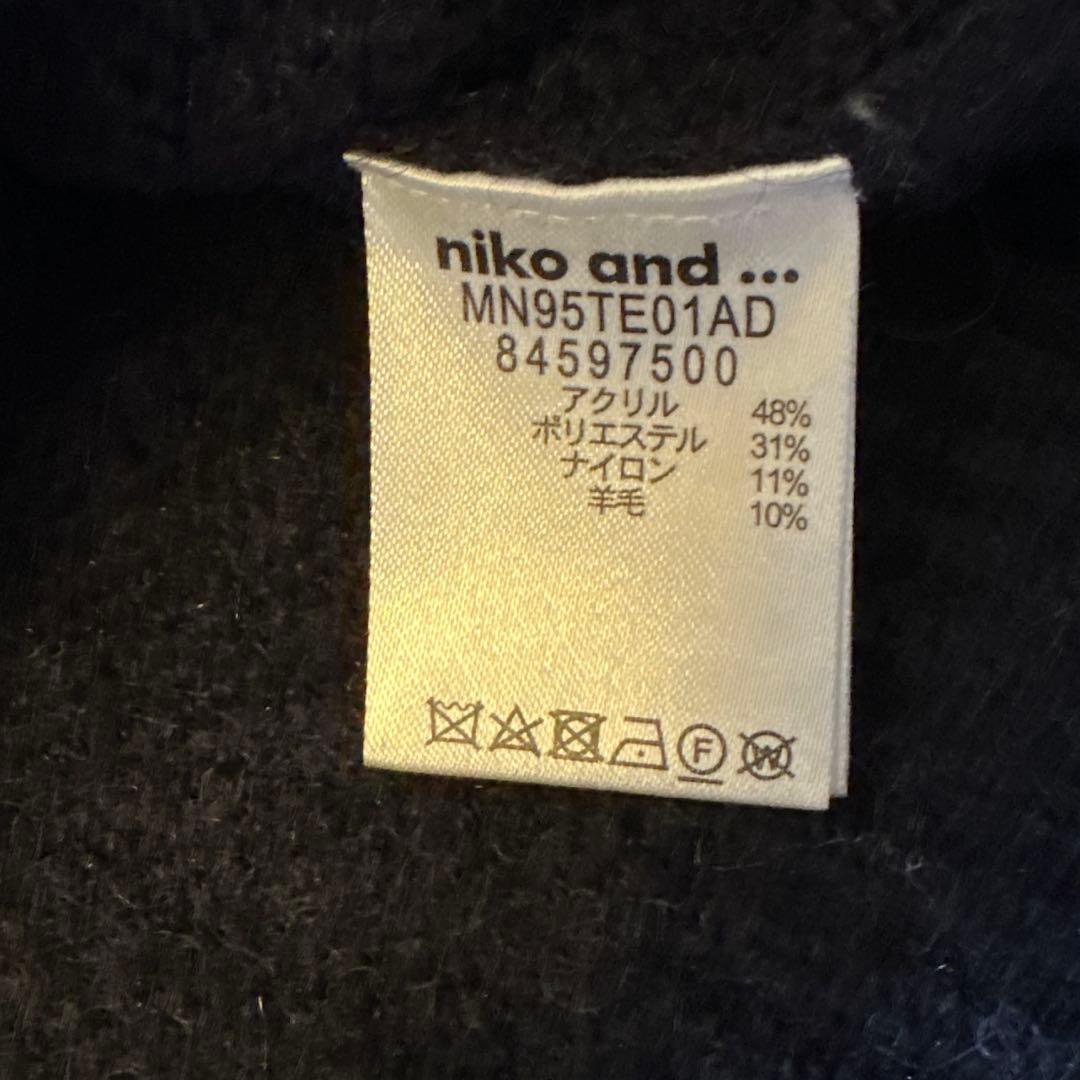 niko and ...
MN95TE01AD
84597500
アクリル 48%
ポリエステル 31%
ナイロン 11%
羊毛 10%
F W